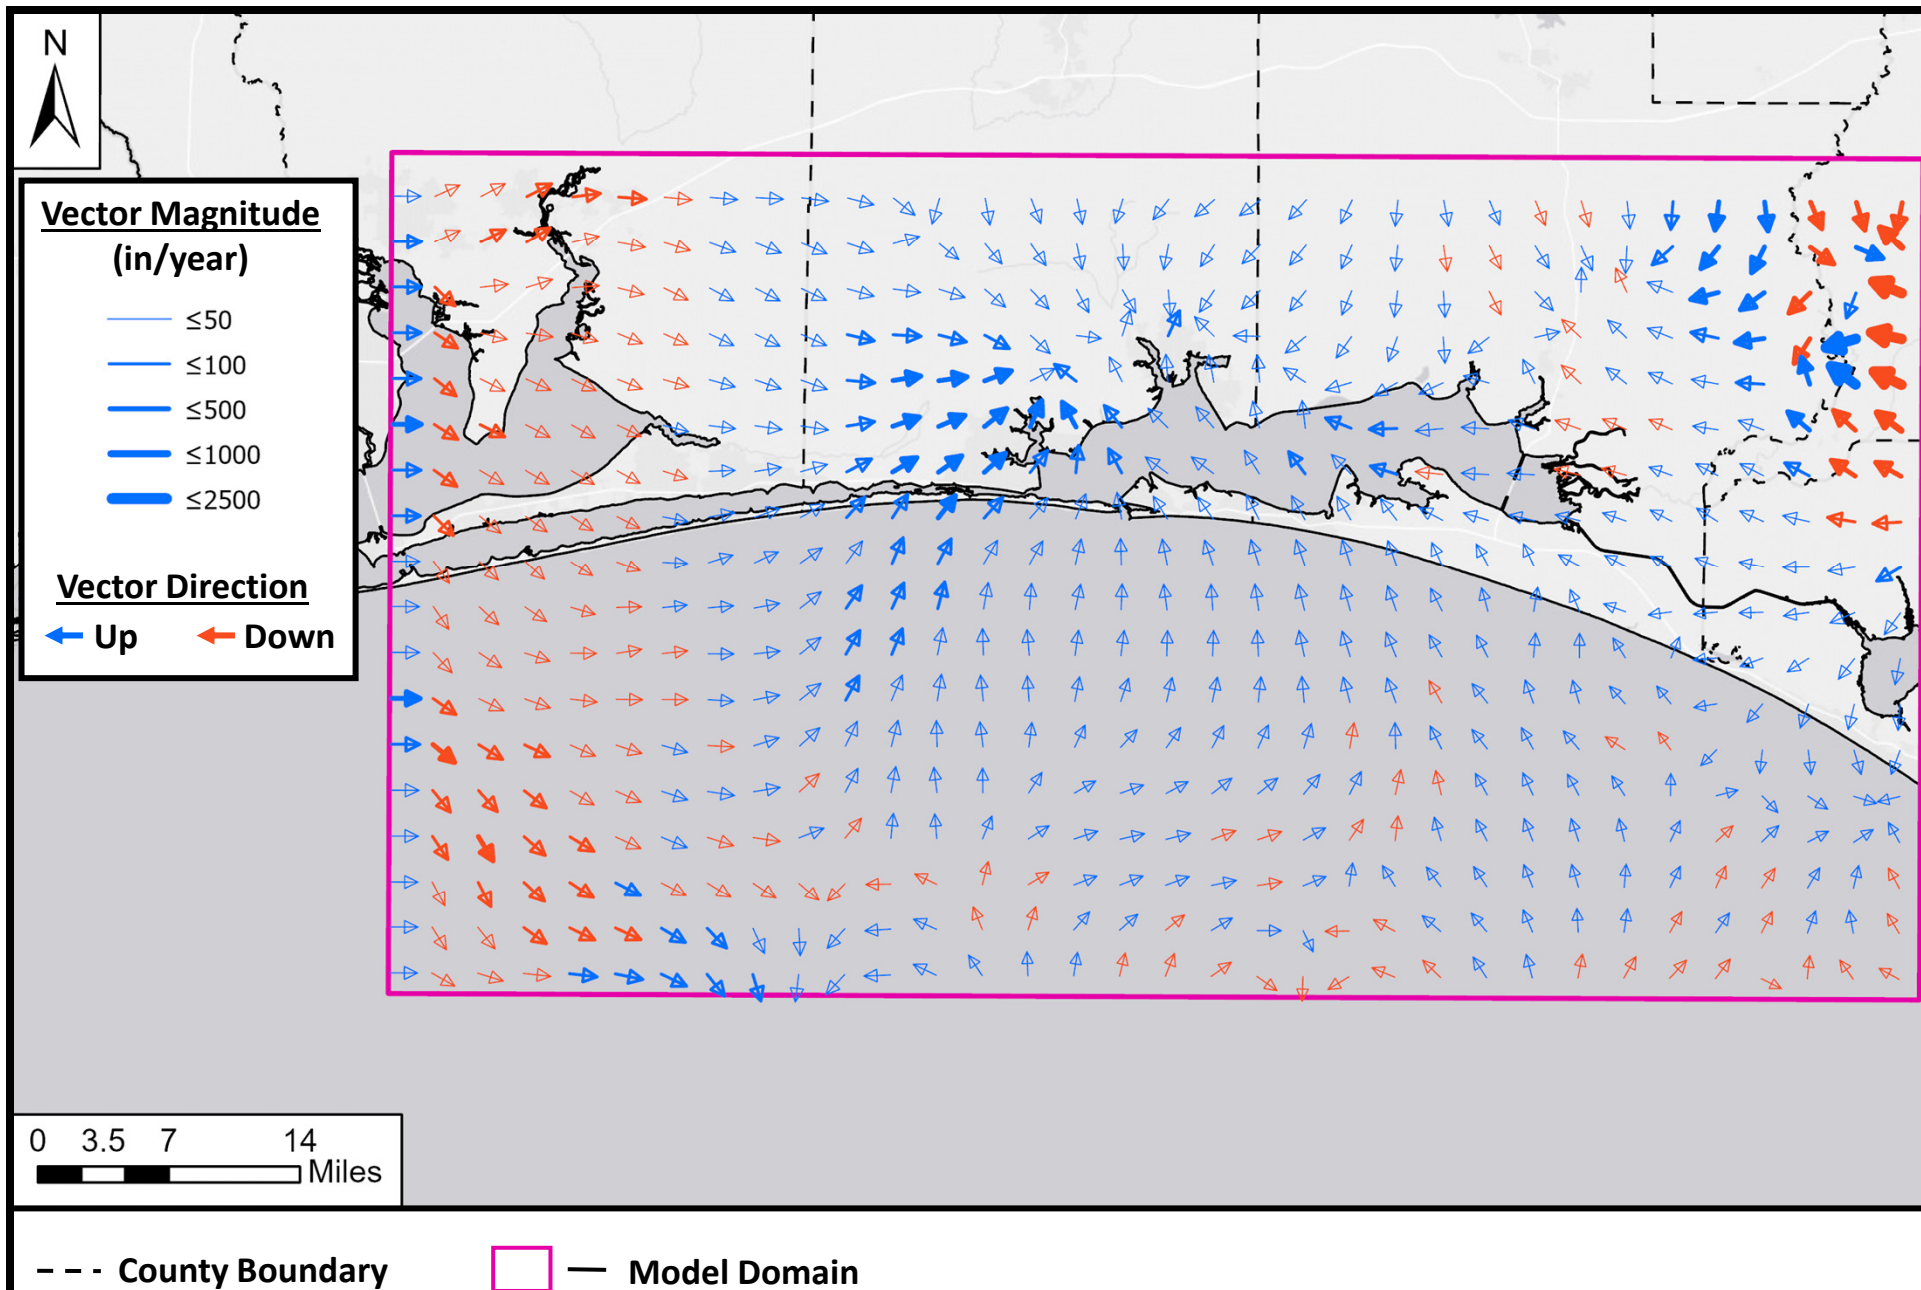 N
Vector Magnitude
(in/year)
≤50
≤100
≤500
≤1000
≤2500
Vector Direction
Up Down
0 3.5 7 14
Miles
County Boundary Model Domain